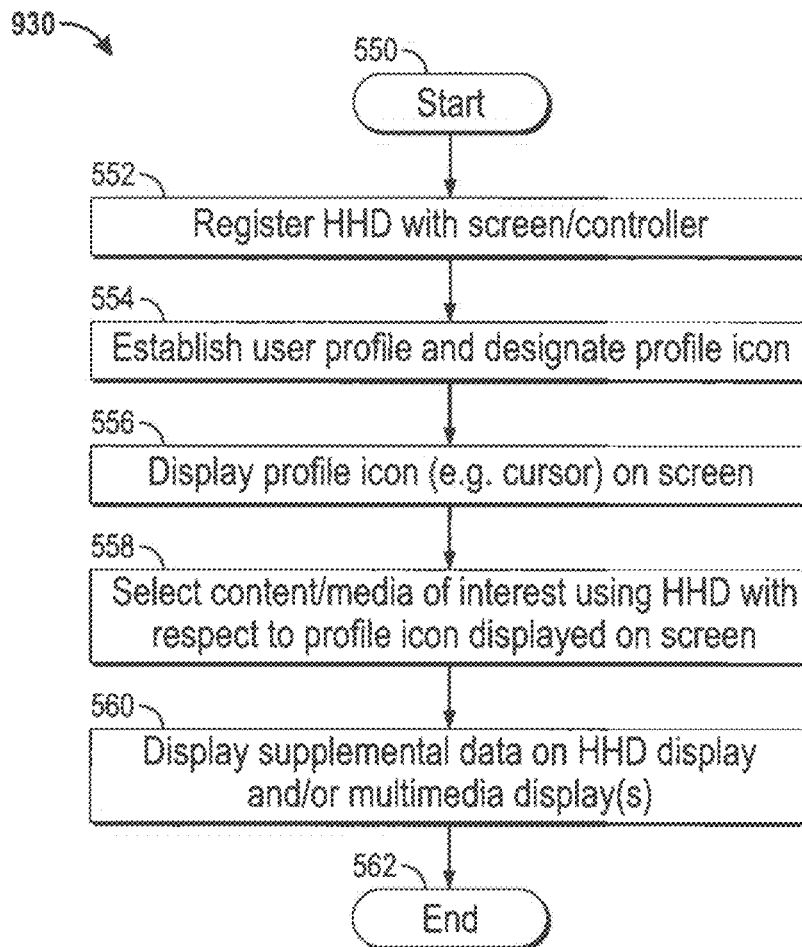 930
550
Start
552
Register HHD with screen/controller
554
Establish user profile and designate profile icon
556
Display profile icon (e.g. cursor) on screen
558
Select content/media of interest using HHD with
respect to profile icon displayed on screen
560
Display supplemental data on HHD display
and/or multimedia display(s)
562
End